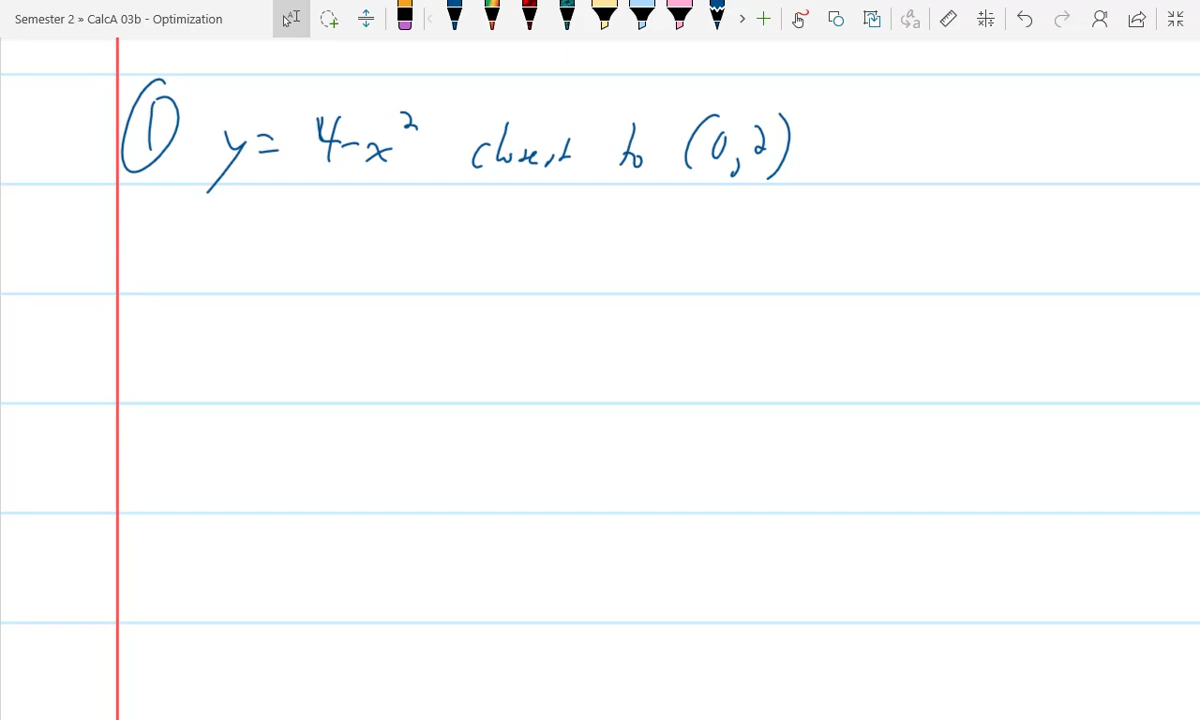 Semester 2 » CalcA 03b - Optimization
① y = 4-x² closest to (0,2)